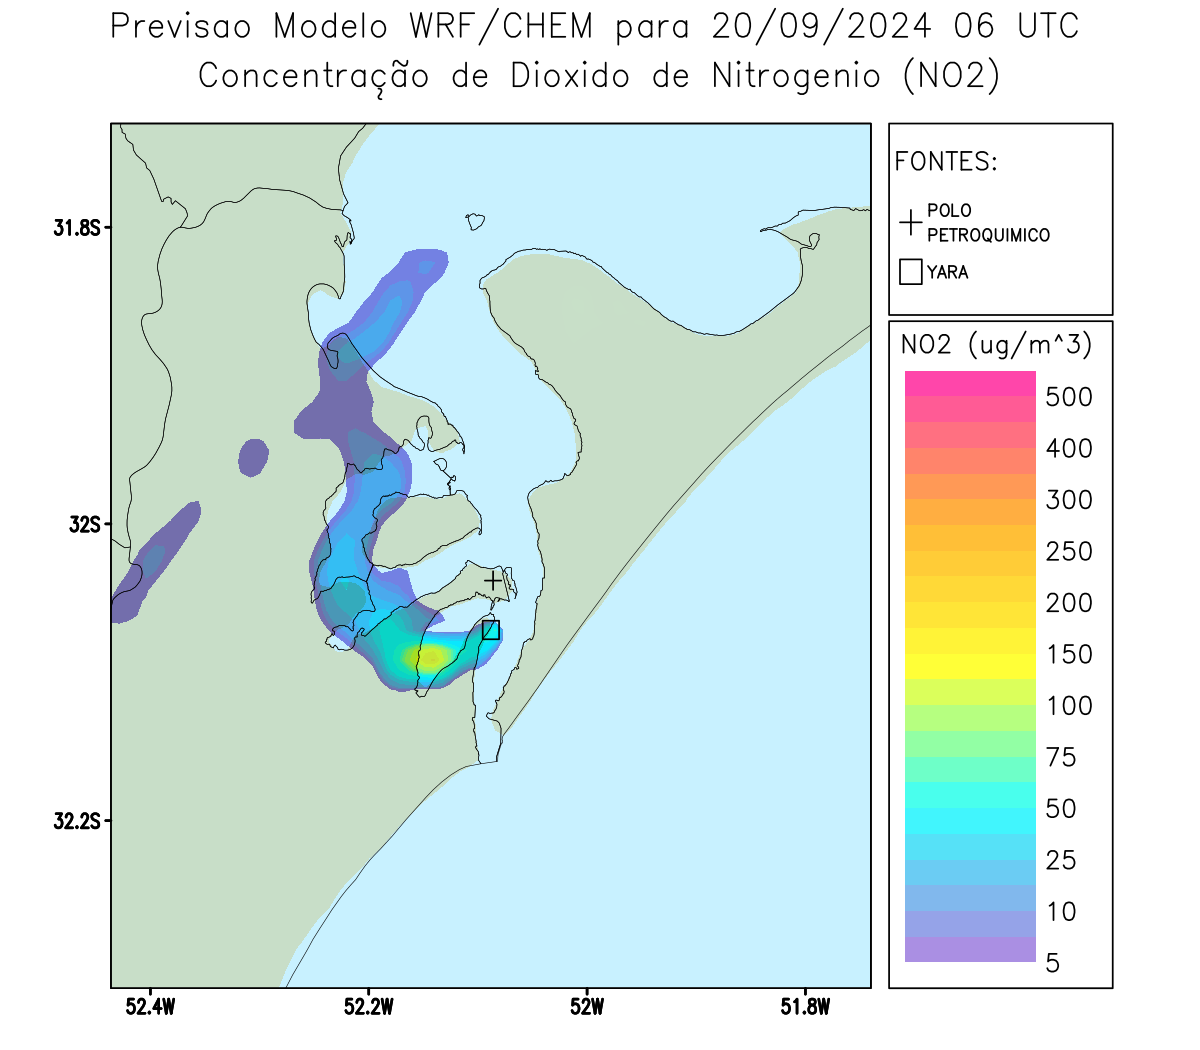 Previsao Modelo WRF/CHEM para 20/09/2024 06 UTC
Concentração de Dioxido de Nitrogenio (NO2)
FONTES:
POLO
PETROQUIMICO
YARA
NO2 (ug/m^3)
500
400
300
250
200
150
100
75
50
25
10
5
31.8S
32S
32.2S
52.4W
52.2W
52W
51.8W